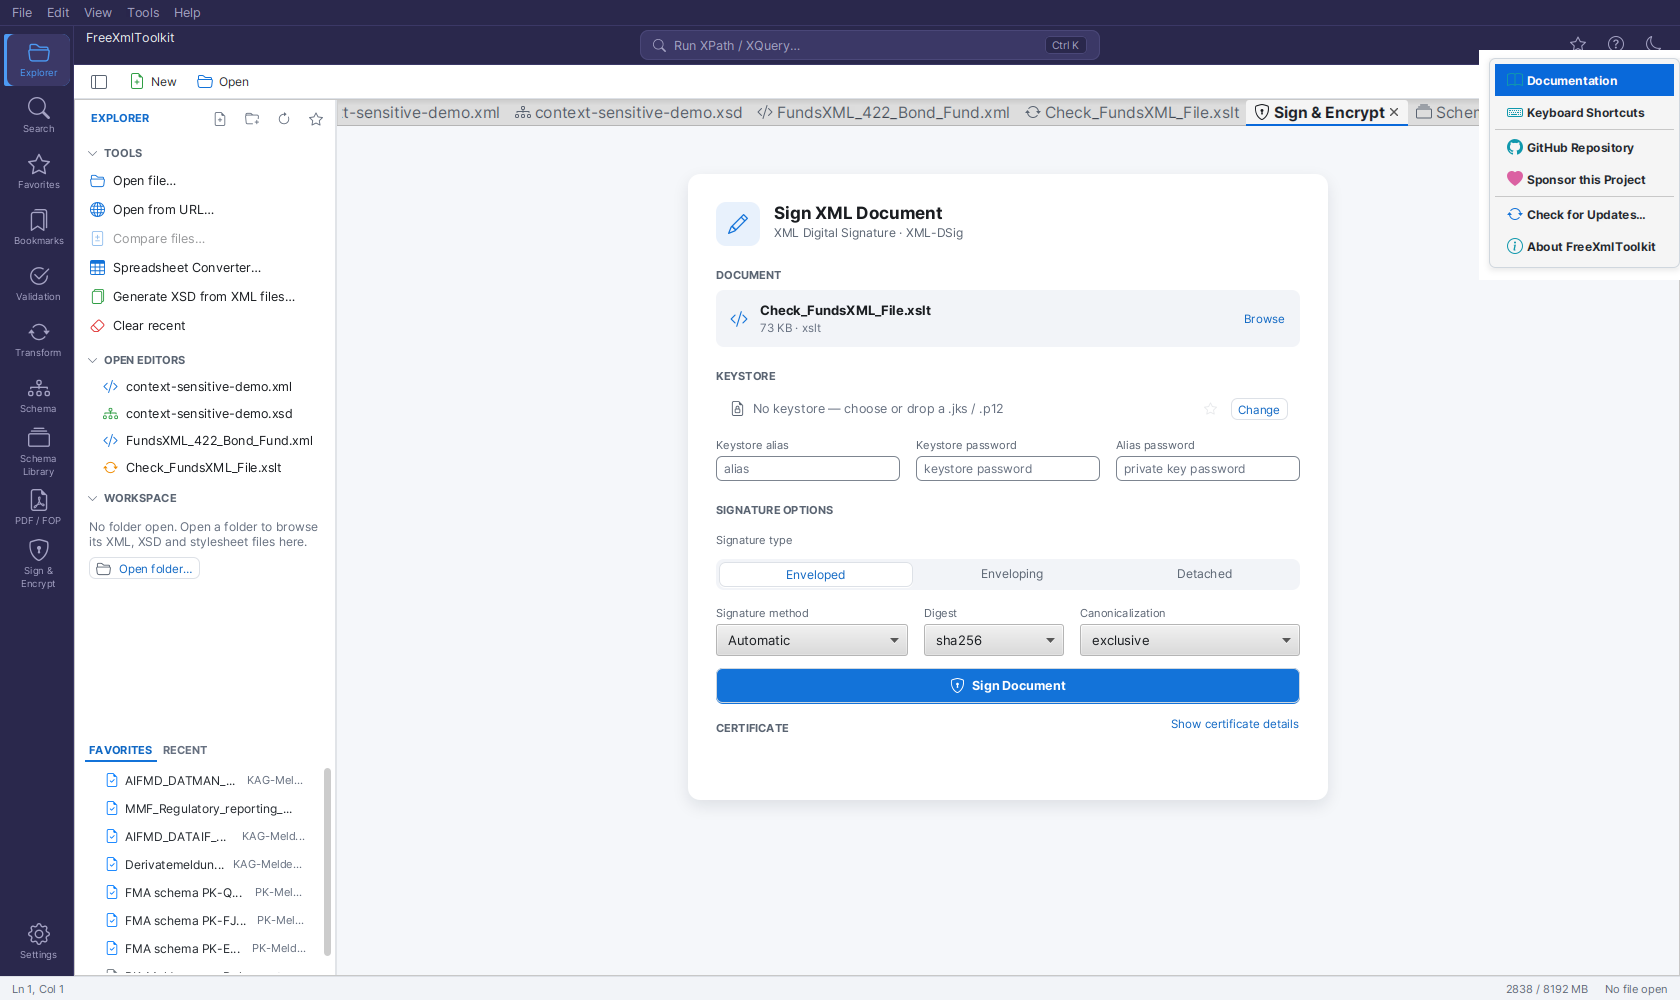 File Edit View Tools Help
FreeXmlToolkit
Run XPath / XQuery... Ctrl K
New Open
Explorer
Search
Favorites
Bookmarks
Validation
Transform
Schema
Schema
Library
PDF / FOP
Sign &
Encrypt
Settings
EXPLORER
TOOLS
Open file...
Open from URL...
Compare files...
Spreadsheet Converter...
Generate XSD from XML files...
Clear recent
OPEN EDITORS
context-sensitive-demo.xml
context-sensitive-demo.xsd
FundsXML_422_Bond_Fund.xml
Check_FundsXML_File.xslt
WORKSPACE
No folder open. Open a folder to browse
its XML, XSD and stylesheet files here.
Open folder...
FAVORITES RECENT
AIFMD_DATMAN_... KAG-Mel...
MMF_Regulatory_reporting_...
AIFMD_DATAIF_... KAG-Meld...
Derivatemeldun... KAG-Melde...
FMA schema PK-Q... PK-Mel...
FMA schema PK-FJ... PK-Mel...
FMA schema PK-E... PK-Meld...
t-sensitive-demo.xml context-sensitive-demo.xsd FundsXML_422_Bond_Fund.xml Check_FundsXML_File.xslt Sign & Encrypt Schem
Sign XML Document
XML Digital Signature · XML-DSig
DOCUMENT
Check_FundsXML_File.xslt
73 KB · xslt
Browse
KEYSTORE
No keystore — choose or drop a .jks / .p12
Change
Keystore alias Keystore password Alias password
alias keystore password private key password
SIGNATURE OPTIONS
Signature type
Enveloped Enveloping Detached
Signature method Digest Canonicalization
Automatic sha256 exclusive
Sign Document
CERTIFICATE Show certificate details
Documentation
Keyboard Shortcuts
GitHub Repository
Sponsor this Project
Check for Updates...
About FreeXmlToolkit
Ln 1, Col 1
2838 / 8192 MB No file open